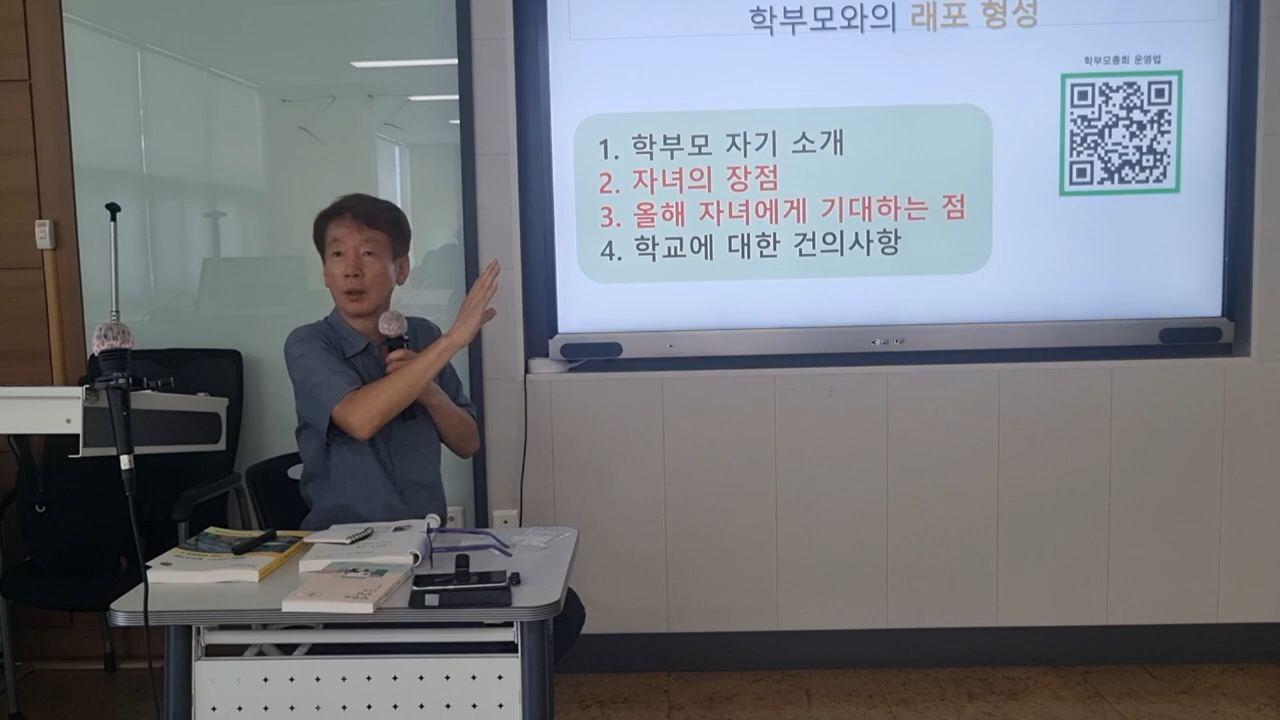 학부모와의 래포 형성
학부모총회 운영법
1. 학부모 자기 소개
2. 자녀의 장점
3. 올해 자녀에게 기대하는 점
4. 학교에 대한 건의사항